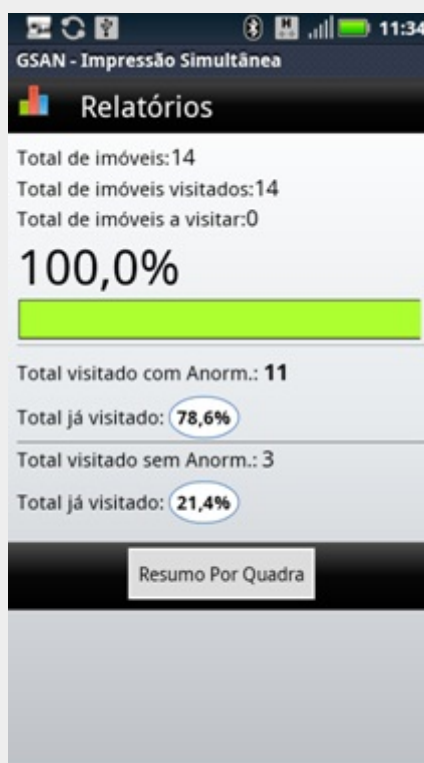 11:34
GSAN - Impressão Simultânea
Relatórios
Total de imóveis:14
Total de imóveis visitados:14
Total de imóveis a visitar:0
100,0%
Total visitado com Anorm.: 11
Total já visitado: 78,6%
Total visitado sem Anorm.: 3
Total já visitado: 21,4%
Resumo Por Quadra